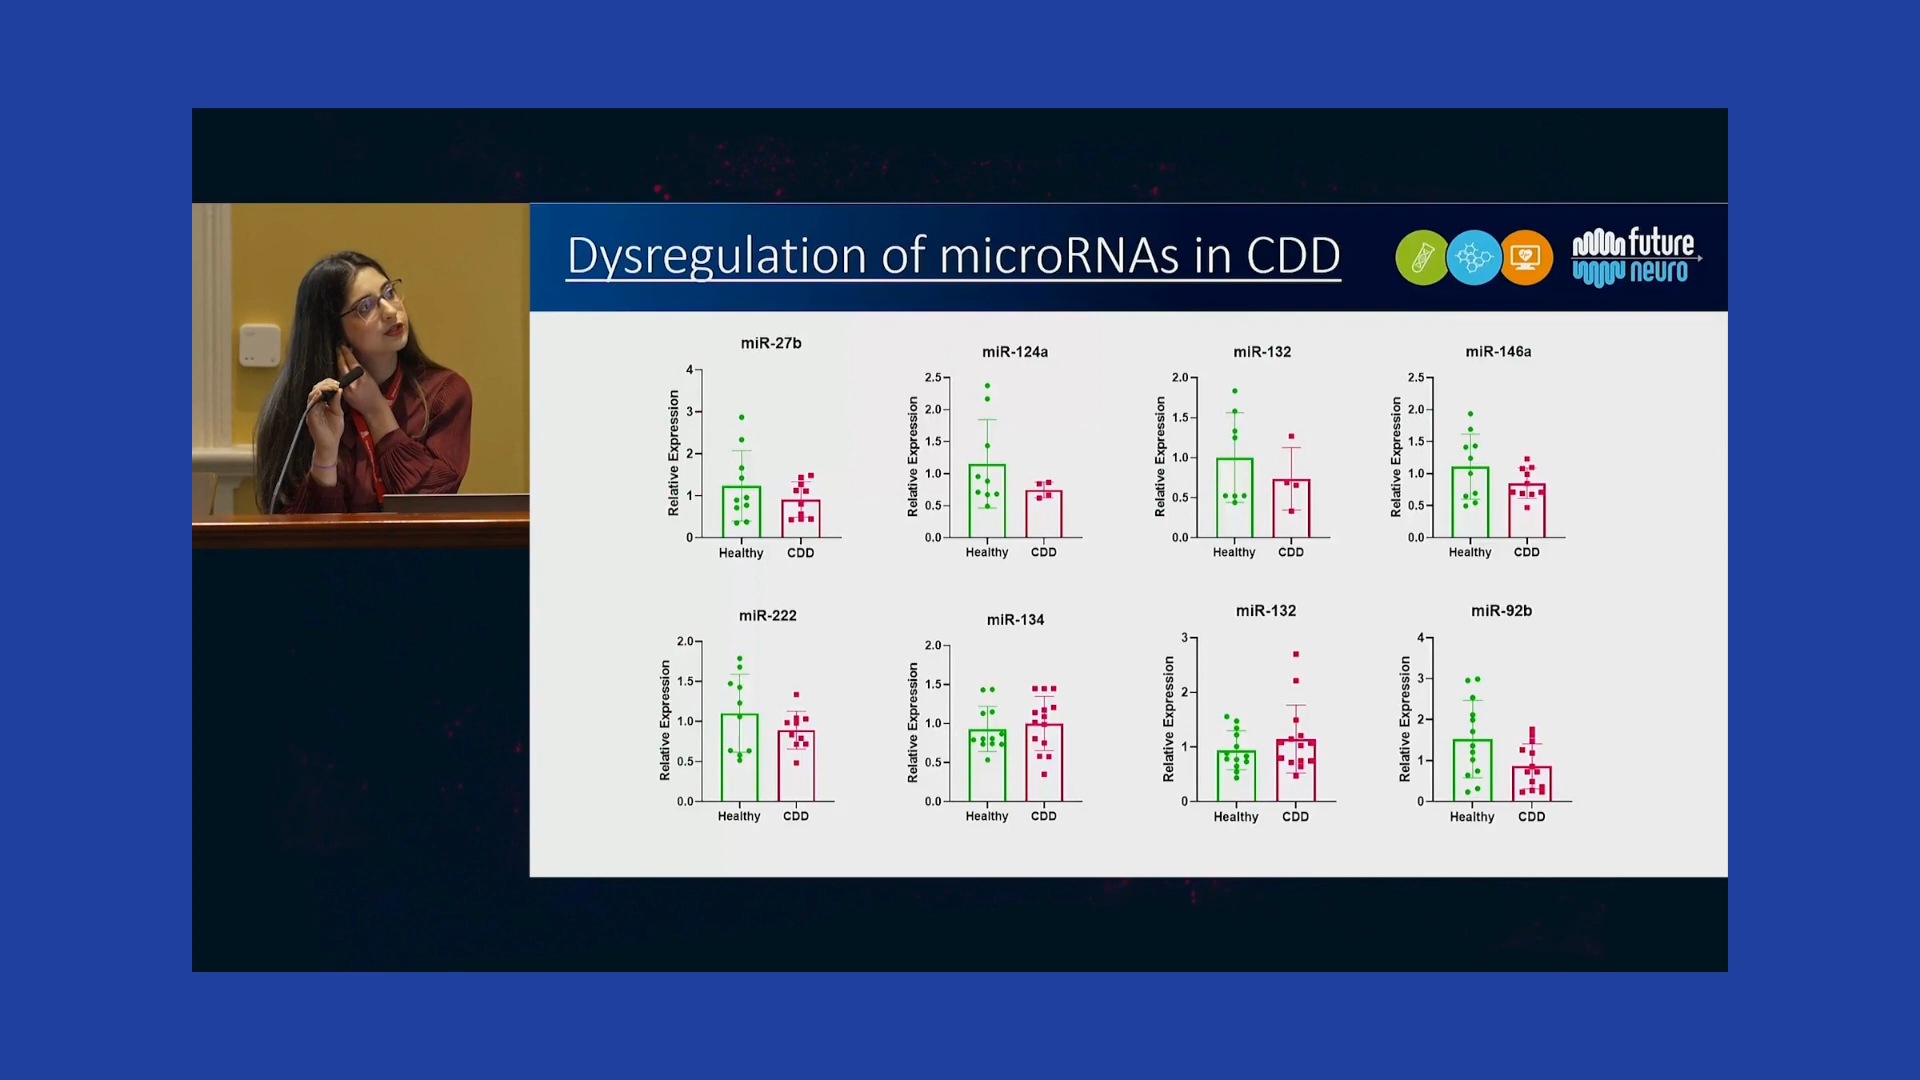 Dysregulation of microRNAs in CDD
future
neuro
miR-27b
Relative Expression
4
3
2
1
0
Healthy
CDD
miR-124a
Relative Expression
2.5
2.0
1.5
1.0
0.5
0.0
Healthy
CDD
miR-132
Relative Expression
2.0
1.5
1.0
0.5
0.0
Healthy
CDD
miR-146a
Relative Expression
2.5
2.0
1.5
1.0
0.5
0.0
Healthy
CDD
miR-222
Relative Expression
2.0
1.5
1.0
0.5
0.0
Healthy
CDD
miR-134
Relative Expression
2.0
1.5
1.0
0.5
0.0
Healthy
CDD
miR-132
Relative Expression
3
2
1
0
Healthy
CDD
miR-92b
Relative Expression
4
3
2
1
0
Healthy
CDD